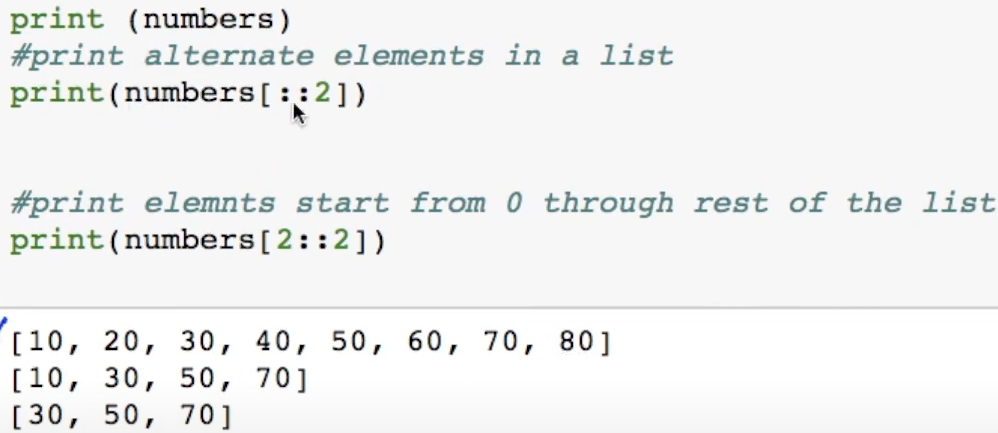 print (numbers)
#print alternate elements in a list
print(numbers[::2])
#print elemnts start from 0 through rest of the list
print(numbers[2::2])
[10, 20, 30, 40, 50, 60, 70, 80]
[10, 30, 50, 70]
[30, 50, 70]